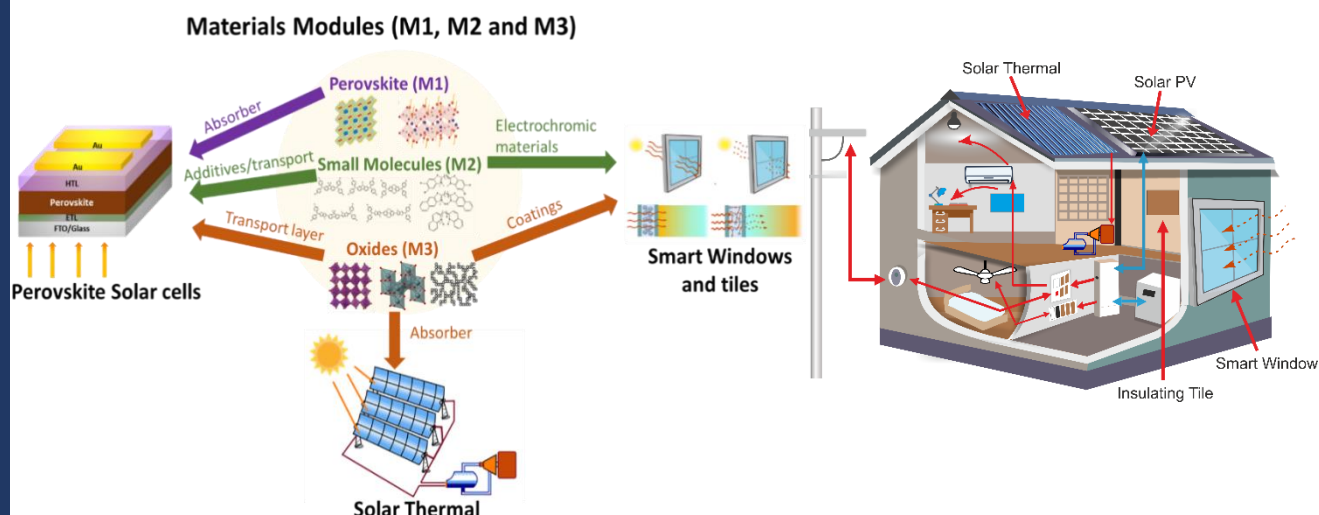 Materials Modules (M1, M2 and M3)
Perovskite (M1)
Absorber
Electrochromic
materials
Small Molecules (M2)
Additives/transport
Transport layer
Coatings
Oxides (M3)
Au
Au
HTL
Perovskite
ETL
FTO/Glass
Perovskite Solar cells
Smart Windows
and tiles
Absorber
Solar Thermal
Solar Thermal
Solar PV
Smart Window
Insulating Tile